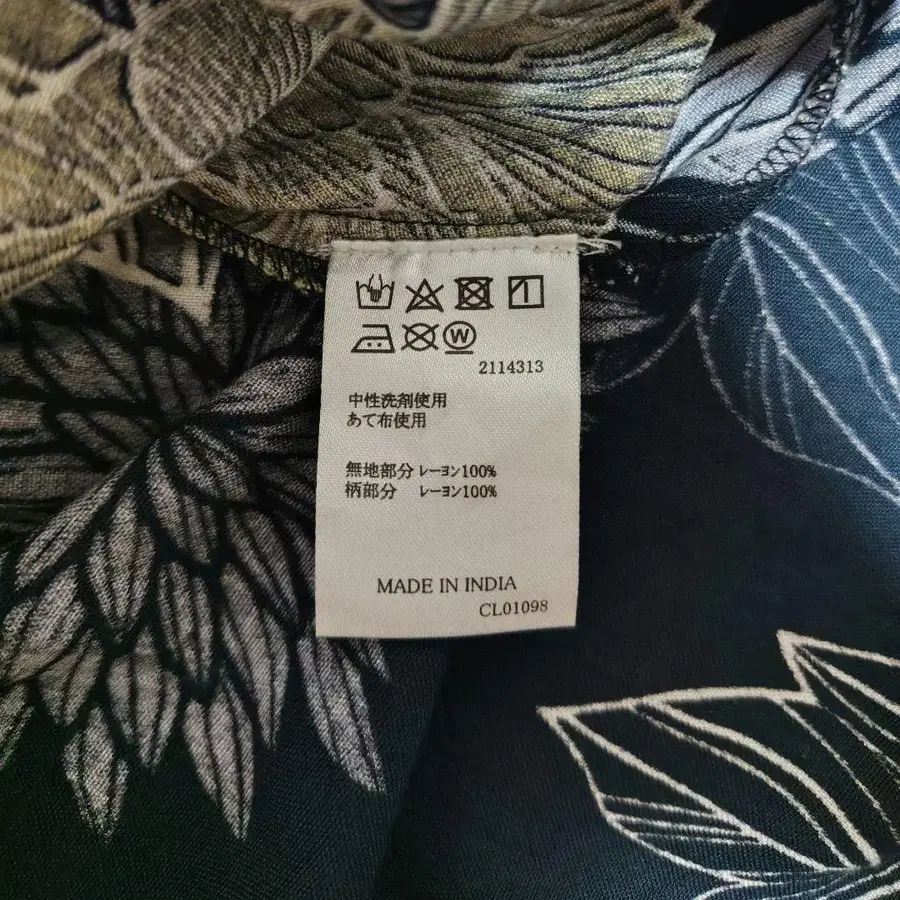 W
2114313
中性洗剤使用
あて布使用
無地部分 レーヨン100%
柄部分 レーヨン100%
MADE IN INDIA
CL01098